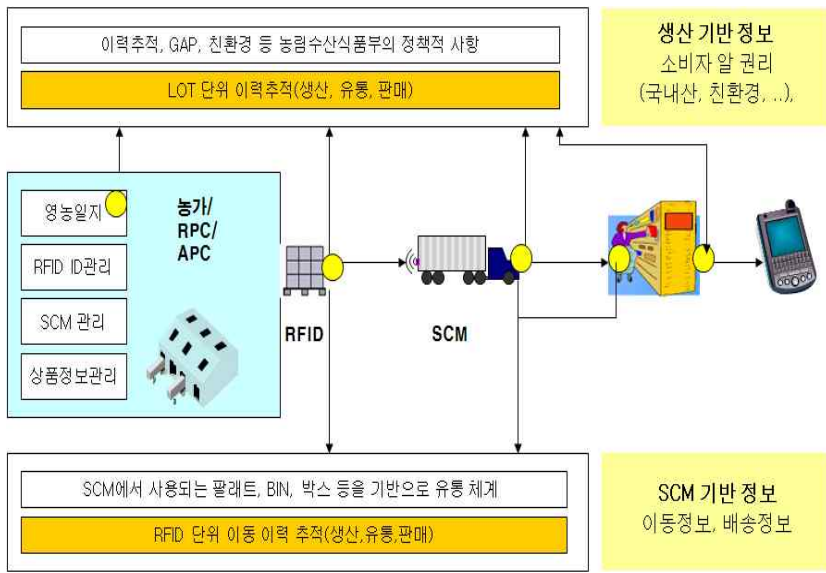 이력추적, GAP, 친환경 등 농림수산식품부의 정책적 사항
LOT 단위 이력추적(생산, 유통, 판매)
생산 기반 정보
소비자 알 권리
(국내산, 친환경, ..),
영농일지
RFID ID관리
SCM 관리
상품정보관리
농가/
RPC/
APC
RFID
SCM
SCM에서 사용되는 팔래트, BIN, 박스 등을 기반으로 유통 체계
RFID 단위 이동 이력 추적(생산,유통,판매)
SCM 기반 정보
이동정보, 배송정보